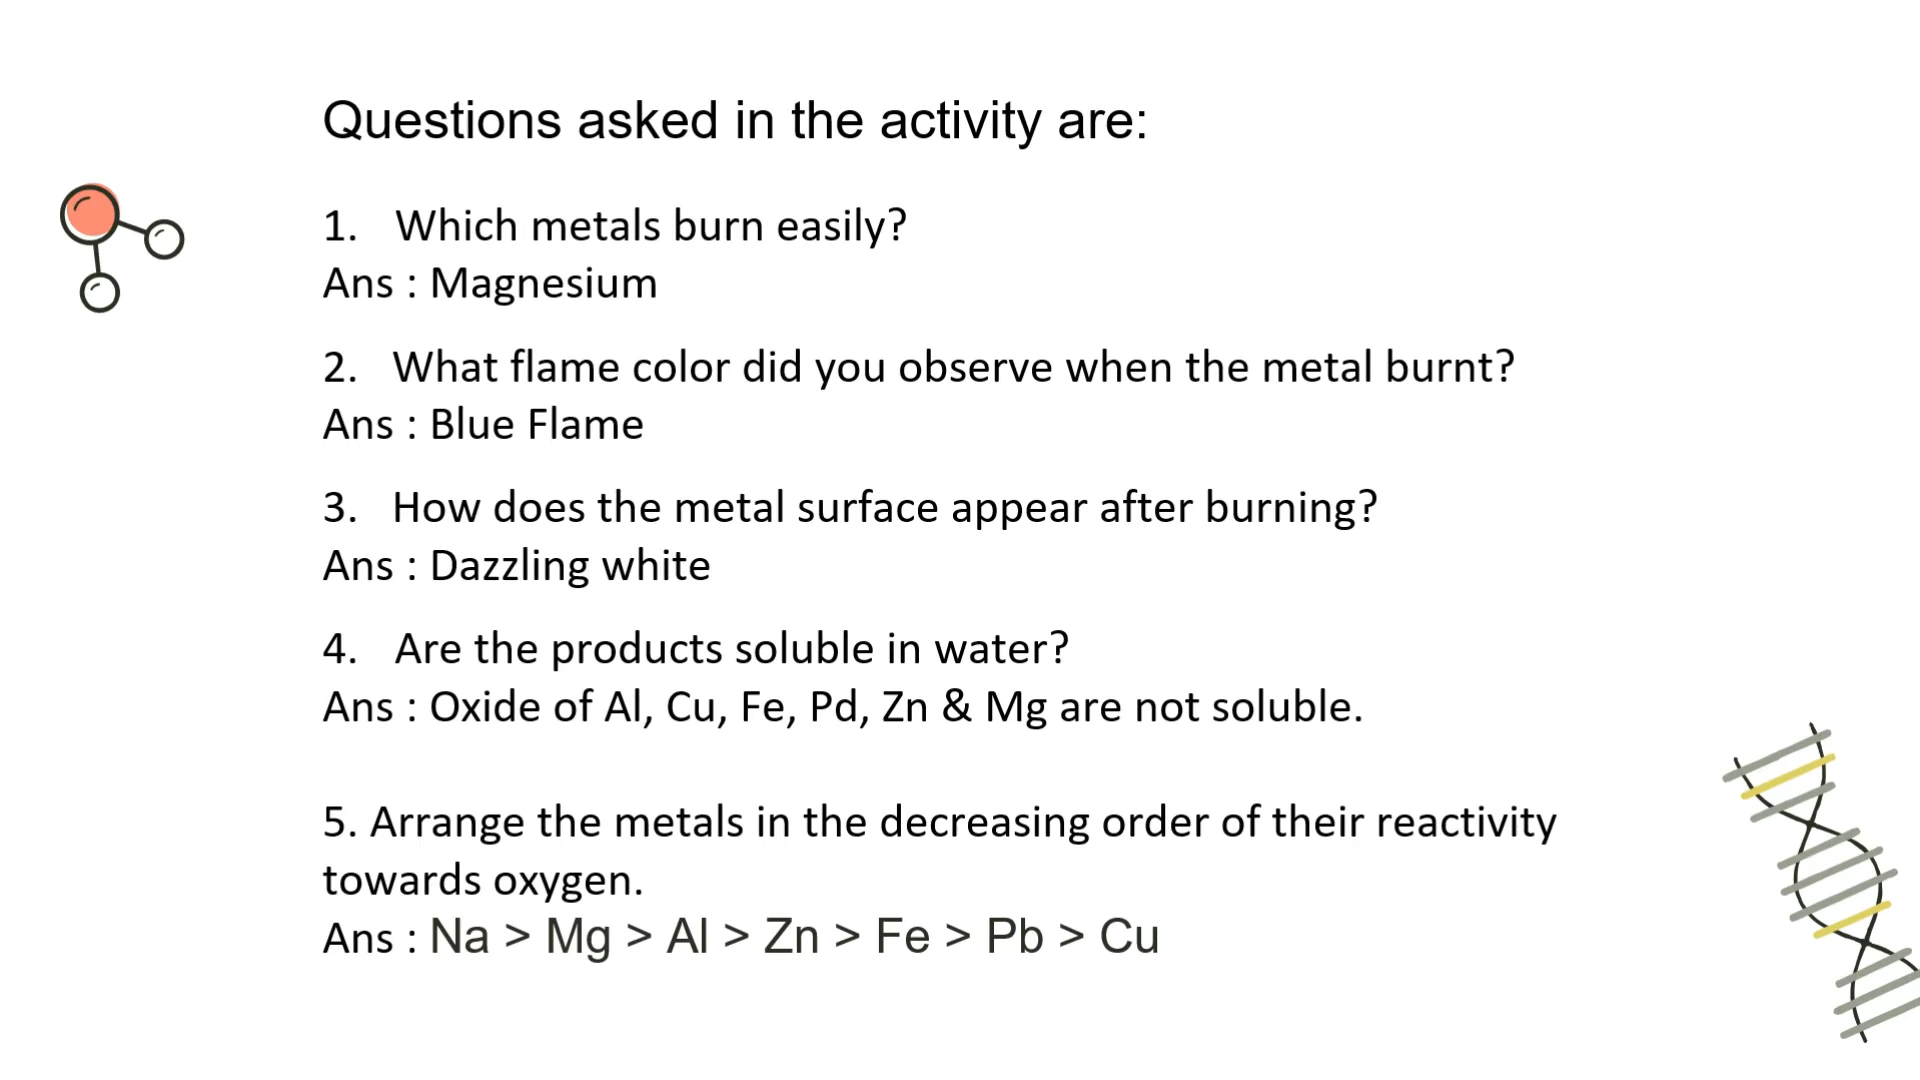 Questions asked in the activity are:
1. Which metals burn easily?
Ans : Magnesium
2. What flame color did you observe when the metal burnt?
Ans : Blue Flame
3. How does the metal surface appear after burning?
Ans : Dazzling white
4. Are the products soluble in water?
Ans : Oxide of Al, Cu, Fe, Pd, Zn & Mg are not soluble.
5. Arrange the metals in the decreasing order of their reactivity
towards oxygen.
Ans : Na > Mg > Al > Zn > Fe > Pb > Cu